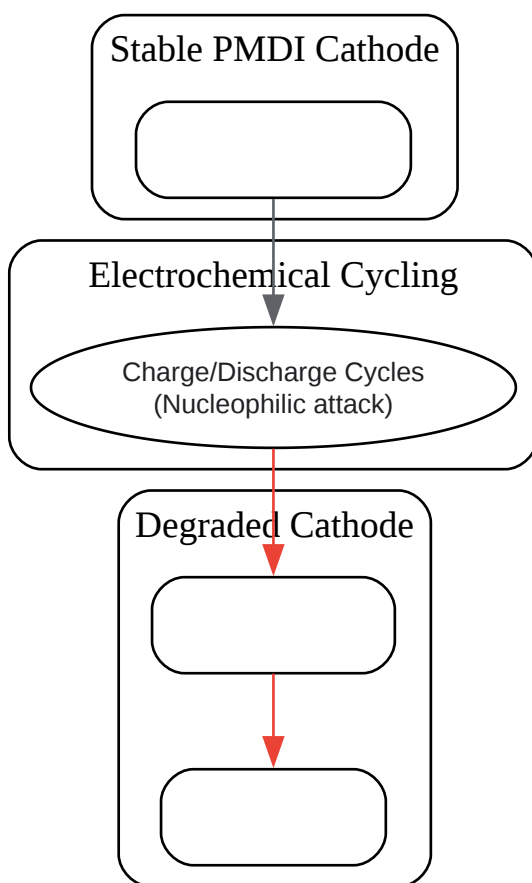 Stable PMDI Cathode
Electrochemical Cycling
Charge/Discharge Cycles
(Nucleophilic attack)
Degraded Cathode